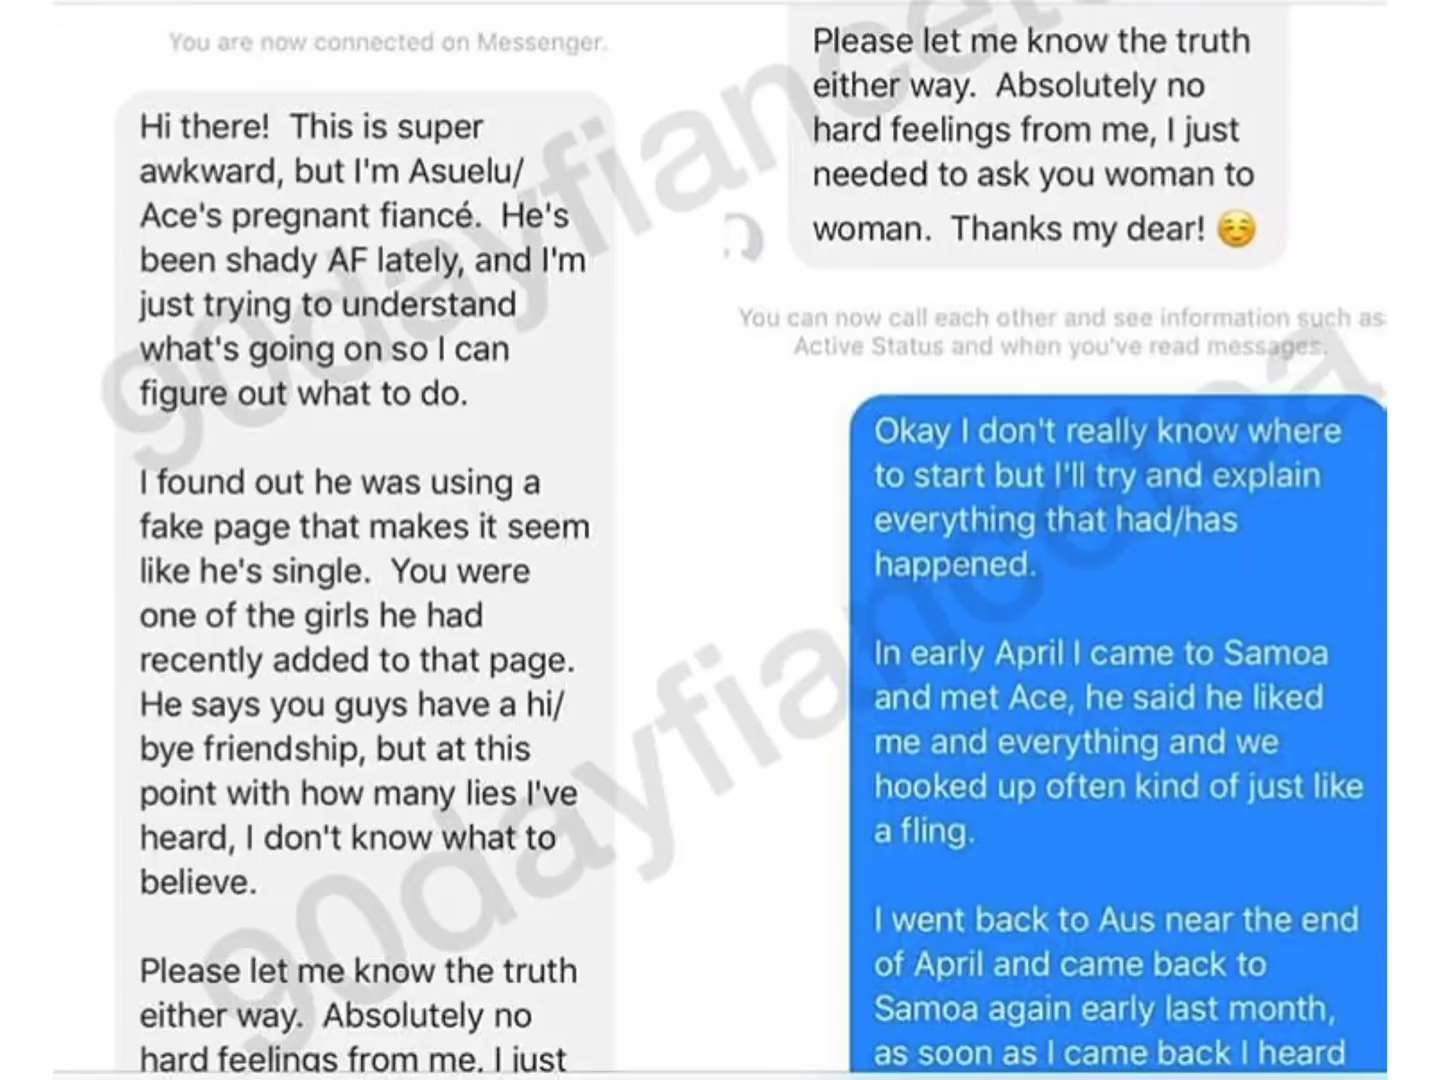 You are now connected on Messenger.
Hi there!  This is super
awkward, but I'm Asuelu/
Ace's pregnant fiancé.  He's
been shady AF lately, and I'm
just trying to understand
what's going on so I can
figure out what to do.
I found out he was using a
fake page that makes it seem
like he's single.  You were
one of the girls he had
recently added to that page.
He says you guys have a hi/
bye friendship, but at this
point with how many lies I've
heard, I don't know what to
believe.
Please let me know the truth
either way.  Absolutely no
hard feelings from me, I just
Please let me know the truth
either way.  Absolutely no
hard feelings from me, I just
needed to ask you woman to
woman.  Thanks my dear! ☺️
You can now call each other and see information such as
Active Status and when you've read messages.
Okay I don't really know where
to start but I'll try and explain
everything that had/has
happened.
In early April I came to Samoa
and met Ace, he said he liked
me and everything and we
hooked up often kind of just like
a fling.
I went back to Aus near the end
of April and came back to
Samoa again early last month,
as soon as I came back I heard
90dayfiancetea
90dayfiancetea